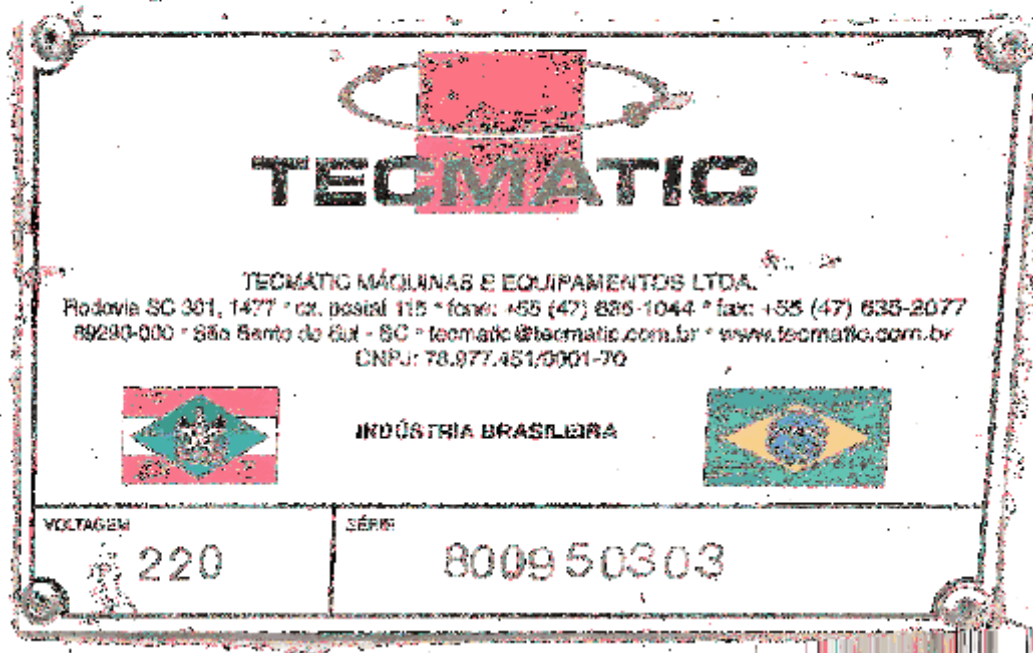 TECMATIC
TECMATIC MÁQUINAS E EQUIPAMENTOS LTDA.
Rodovia SC 301, 1477 * cx. postal 115 * fone: +55 (47) 635-1044 * fax: +55 (47) 635-2077
89290-000 * São Bento do Sul - SC * tecmatic@tecmatic.com.br * www.tecmatic.com.br
CNPJ: 78.977.451/0001-70
INDÚSTRIA BRASILEIRA
VOLTAGEM
220
SÉRIE
800950303